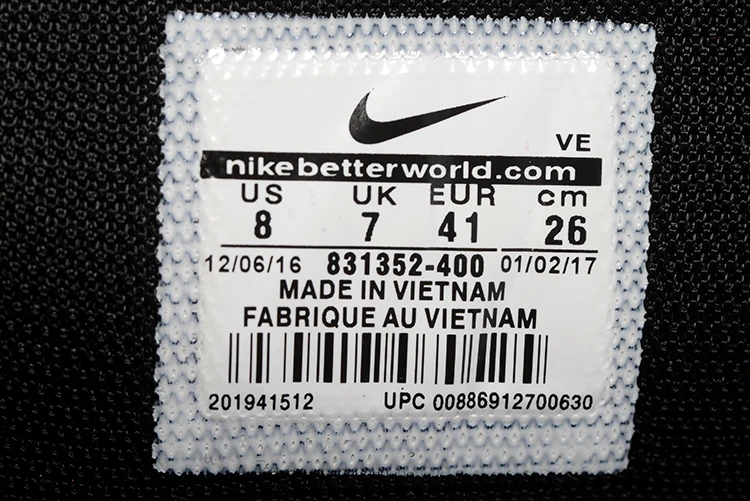 VE
nikebetterworld.com
US UK EUR cm
8 7 41 26
12/06/16 831352-400 01/02/17
MADE IN VIETNAM
FABRIQUE AU VIETNAM
201941512 UPC 00886912700630